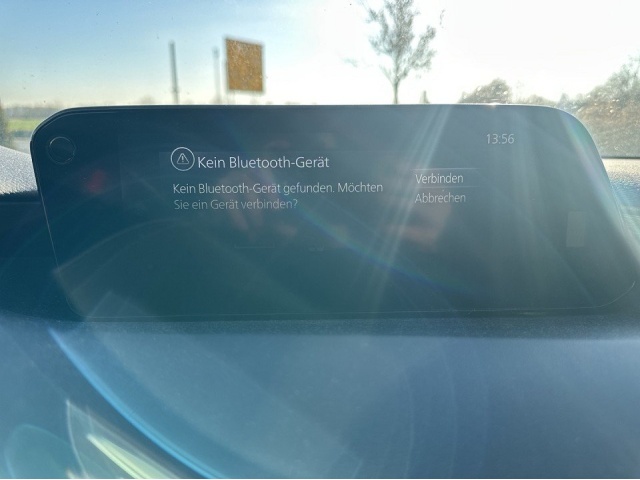 13:56
Kein Bluetooth-Gerät
Kein Bluetooth-Gerät gefunden. Möchten
Sie ein Gerät verbinden?
Verbinden
Abbrechen